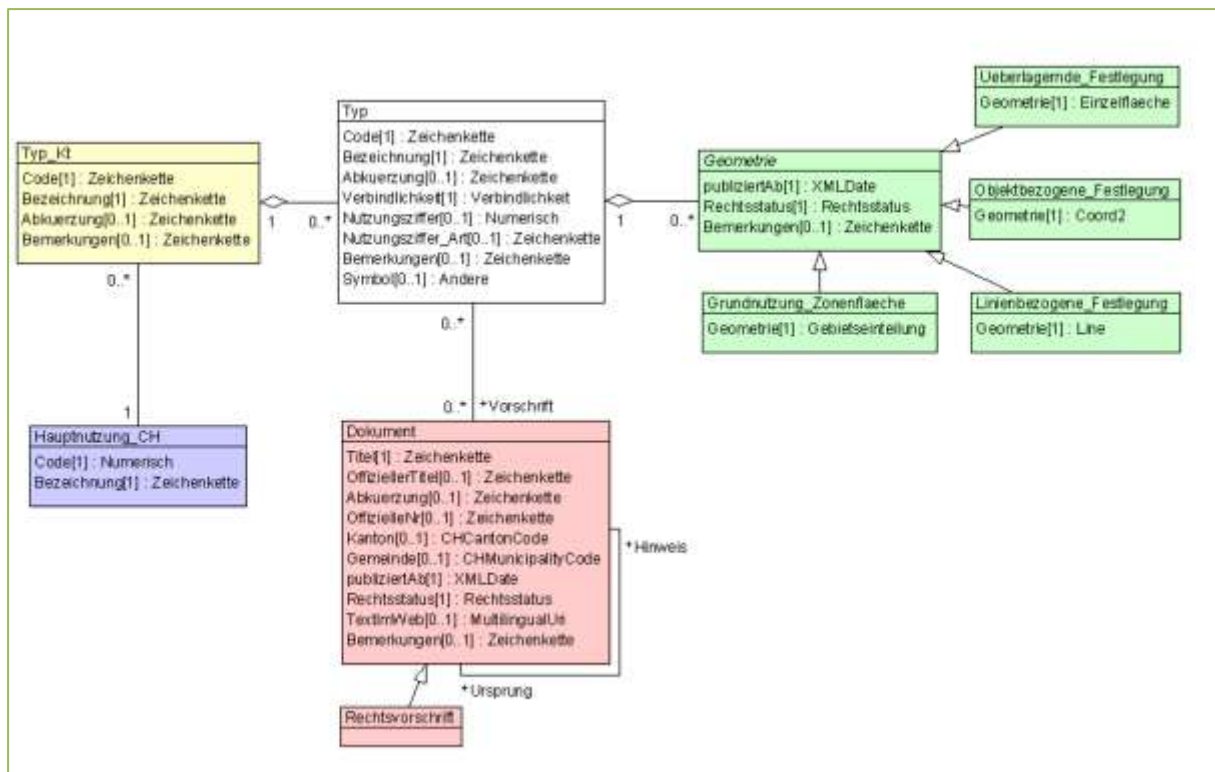 Typ_Kt
Code[1] : Zeichenkette
Bezeichnung[1] : Zeichenkette
Abkuerzung[0..1] : Zeichenkette
Bemerkungen[0..1] : Zeichenkette
1
0..*
0..*
1
Hauptnutzung_CH
Code[1] : Numerisch
Bezeichnung[1] : Zeichenkette
Typ
Code[1] : Zeichenkette
Bezeichnung[1] : Zeichenkette
Abkuerzung[0..1] : Zeichenkette
Verbindlichkeit[1] : Verbindlichkeit
Nutzungsziffer[0..1] : Numerisch
Nutzungsziffer_Art[0..1] : Zeichenkette
Bemerkungen[0..1] : Zeichenkette
Symbol[0..1] : Andere
1
0..*
0..*
0..* *Vorschrift
Dokument
Titel[1] : Zeichenkette
OffiziellerTitel[0..1] : Zeichenkette
Abkuerzung[0..1] : Zeichenkette
OffizielleNr[0..1] : Zeichenkette
Kanton[0..1] : CHCantonCode
Gemeinde[0..1] : CHMunicipalityCode
publiziertAb[1] : XMLDate
Rechtsstatus[1] : Rechtsstatus
TextImWeb[0..1] : MultilingualUri
Bemerkungen[0..1] : Zeichenkette
*Hinweis
*Ursprung
Rechtsvorschrift
Geometrie
publiziertAb[1] : XMLDate
Rechtsstatus[1] : Rechtsstatus
Bemerkungen[0..1] : Zeichenkette
Ueberlagernde_Festlegung
Geometrie[1] : Einzelflaeche
Objektbezogene_Festlegung
Geometrie[1] : Coord2
Grundnutzung_Zonenflaeche
Geometrie[1] : Gebietseinteilung
Linienbezogene_Festlegung
Geometrie[1] : Line